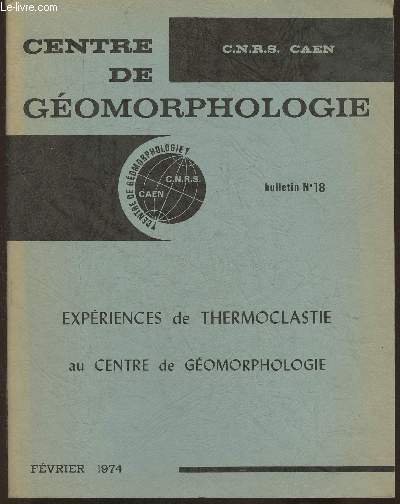 © Le-livre.com
CENTRE
DE
GÉOMORPHOLOGIE
C.N.R.S. CAEN
CENTRE DE GÉOMORPHOLOGIE
C.N.R.S.
CAEN
bulletin N°18
EXPÉRIENCES de THERMOCLASTIE
au CENTRE de GÉOMORPHOLOGIE
FÉVRIER 1974